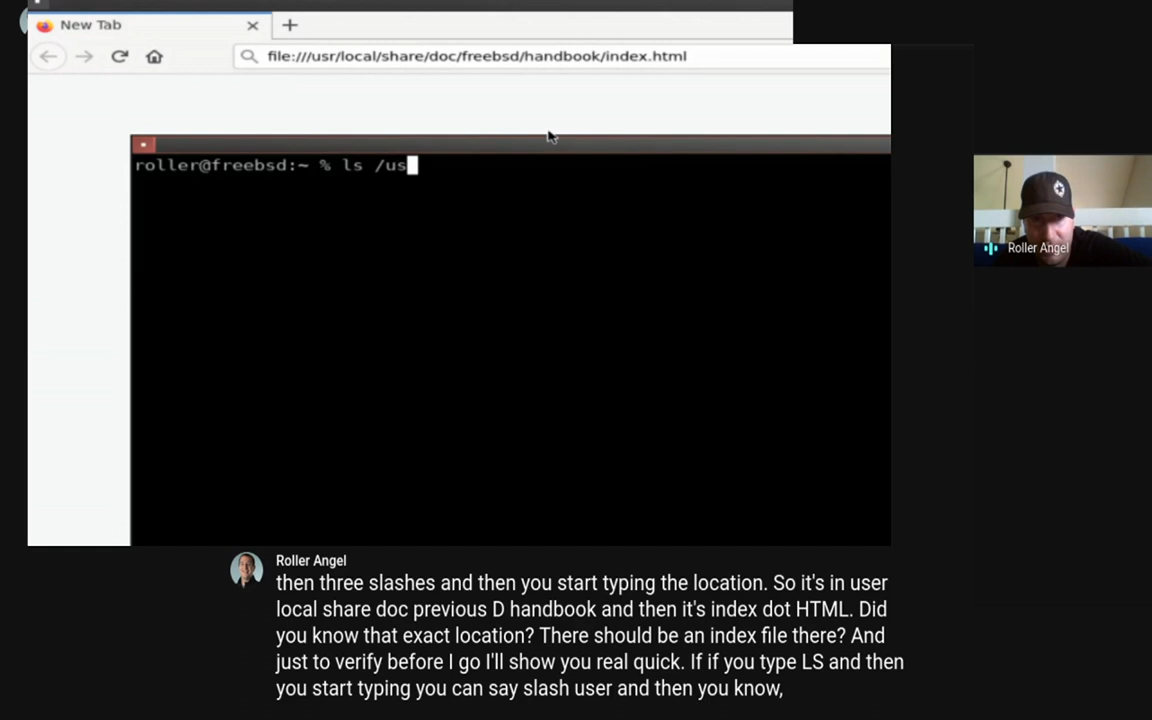 New Tab
file:///usr/local/share/doc/freebsd/handbook/index.html
roller@freebsd:~ % ls /us
Roller Angel
Roller Angel
then three slashes and then you start typing the location. So it's in user
local share doc previous D handbook and then it's index dot HTML. Did
you know that exact location? There should be an index file there? And
just to verify before I go I'll show you real quick. If if you type LS and then
you start typing you can say slash user and then you know,